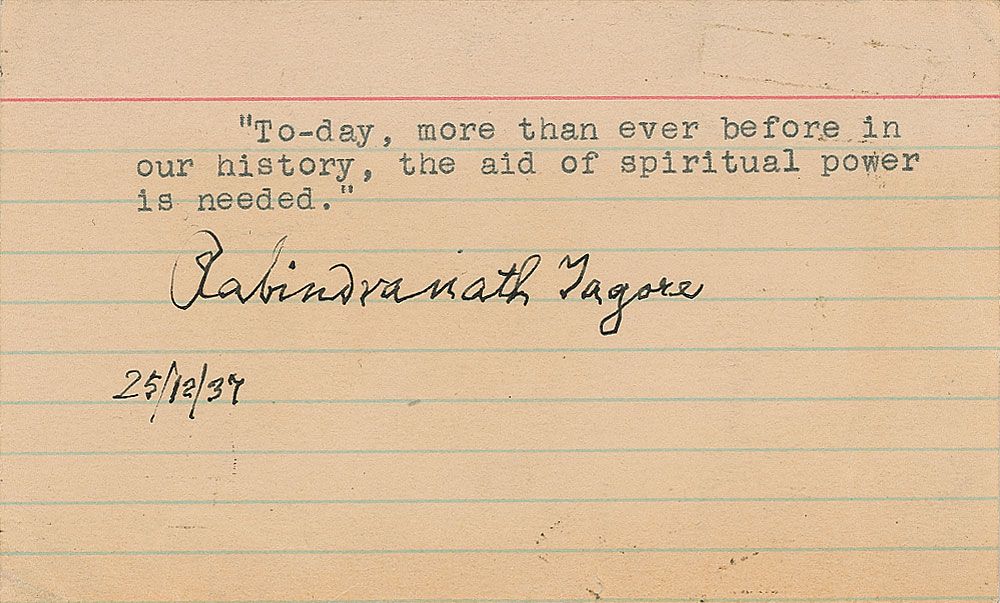 "To-day, more than ever before in
our history, the aid of spiritual power
is needed."
Rabindranath Tagore
25/12/37